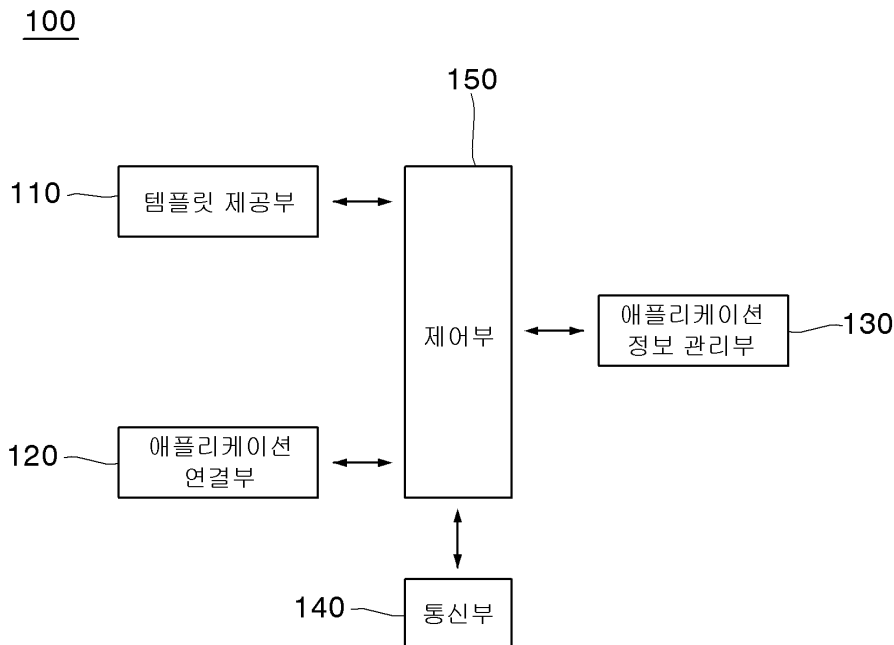 100
150
110
템플릿 제공부
제어부
애플리케이션
정보 관리부
130
120
애플리케이션
연결부
140
통신부